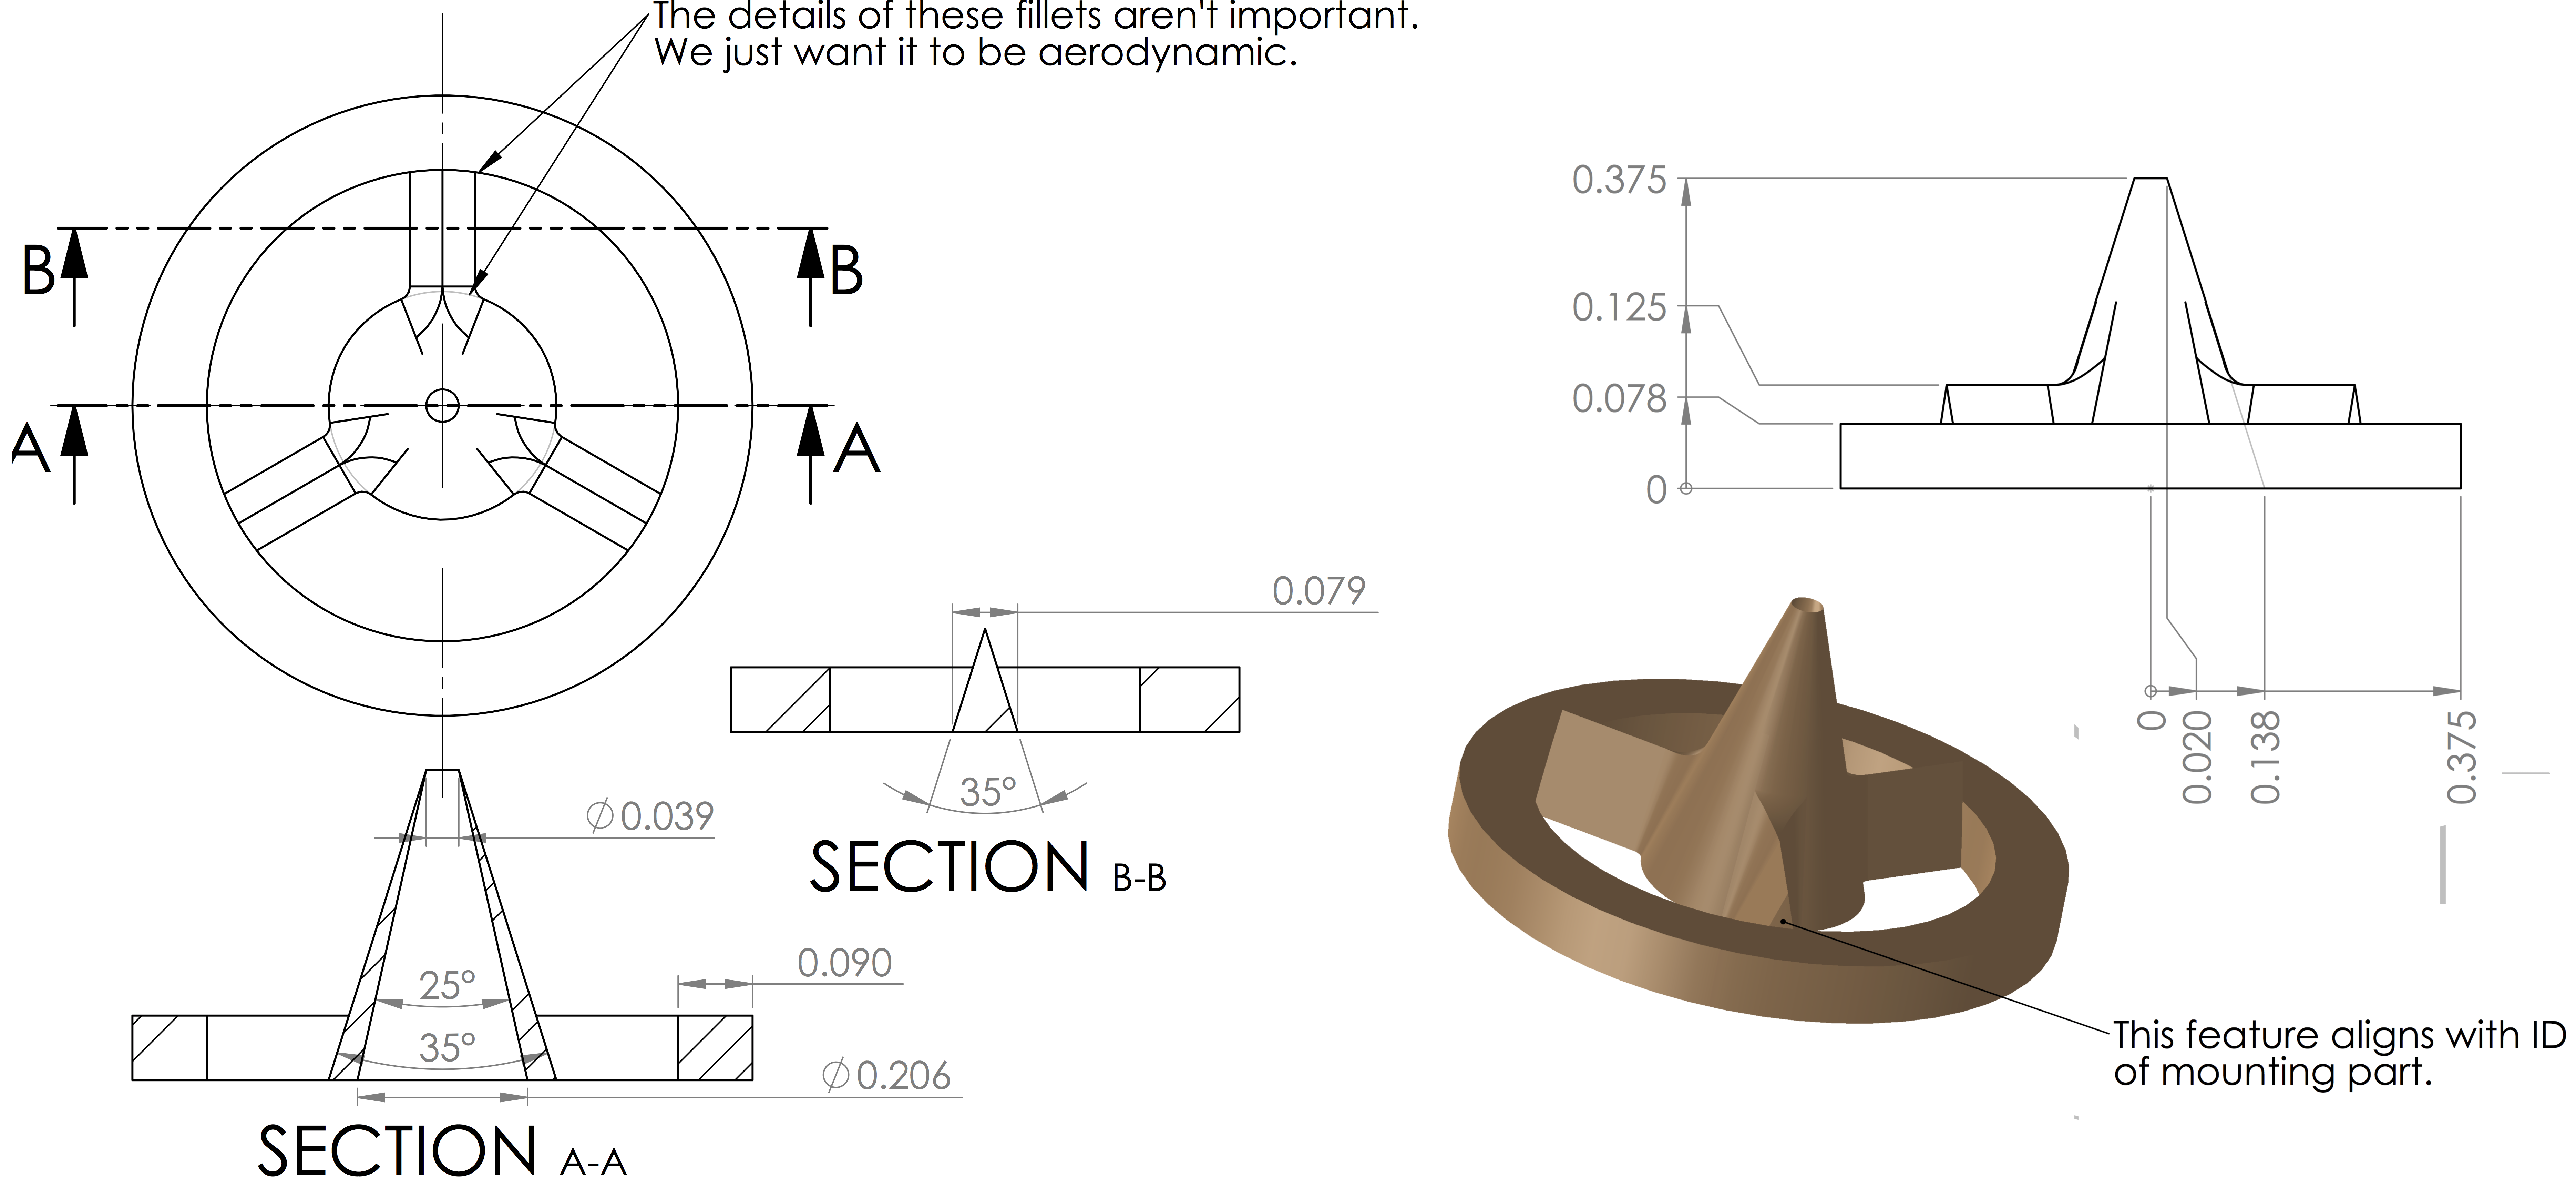 The details of these fillets aren't important.
We just want it to be aerodynamic.
B B
A A
0.375
0.125
0.078
0
0
0.020
0.138
0.375
0.079
35°
SECTION B-B
∅ 0.039
25°
35°
0.090
∅ 0.206
SECTION A-A
This feature aligns with ID
of mounting part.